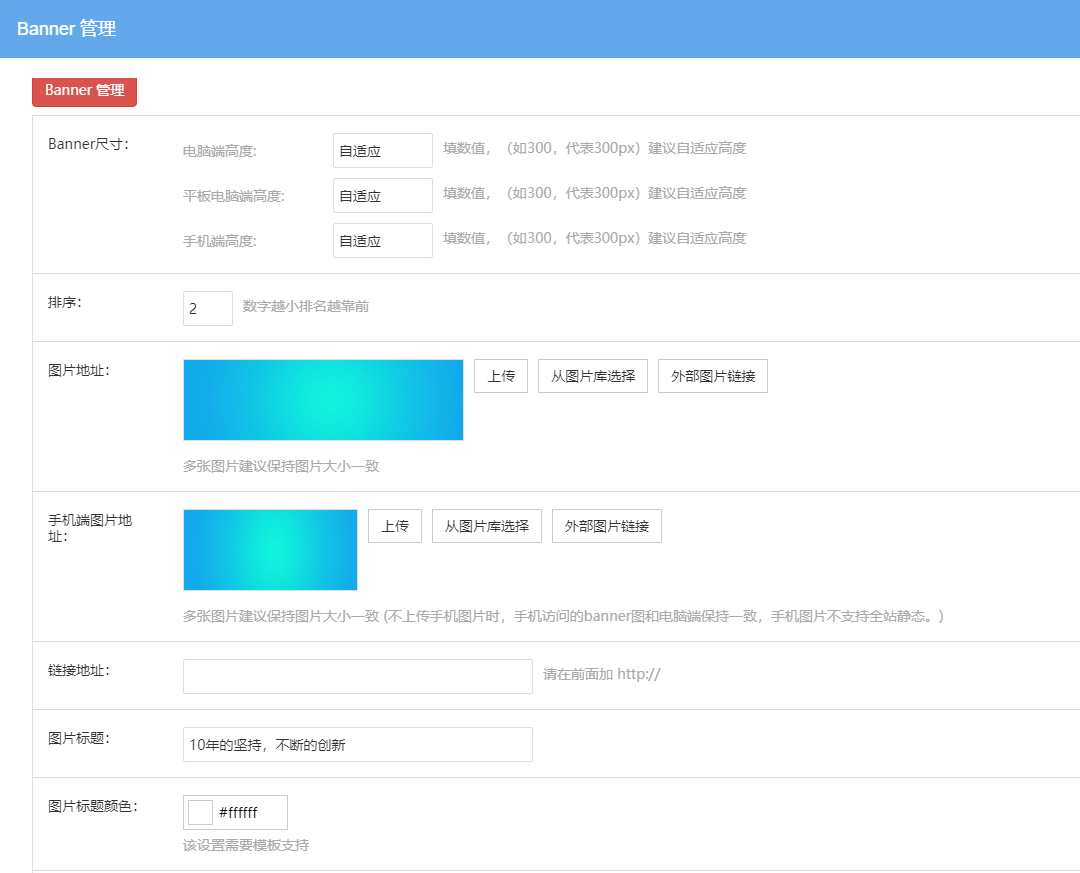 Banner 管理
Banner 管理
Banner尺寸：
电脑端高度:
自适应
填数值，（如300，代表300px）建议自适应高度
平板电脑端高度:
自适应
填数值，（如300，代表300px）建议自适应高度
手机端高度:
自适应
填数值，（如300，代表300px）建议自适应高度
排序：
2
数字越小排名越靠前
图片地址：
上传
从图片库选择
外部图片链接
多张图片建议保持图片大小一致
手机端图片地
址：
上传
从图片库选择
外部图片链接
多张图片建议保持图片大小一致 (不上传手机图片时，手机访问的banner图和电脑端保持一致，手机图片不支持全站静态。)
链接地址：
请在前面加 http://
图片标题：
10年的坚持，不断的创新
图片标题颜色：
#ffffff
该设置需要模板支持